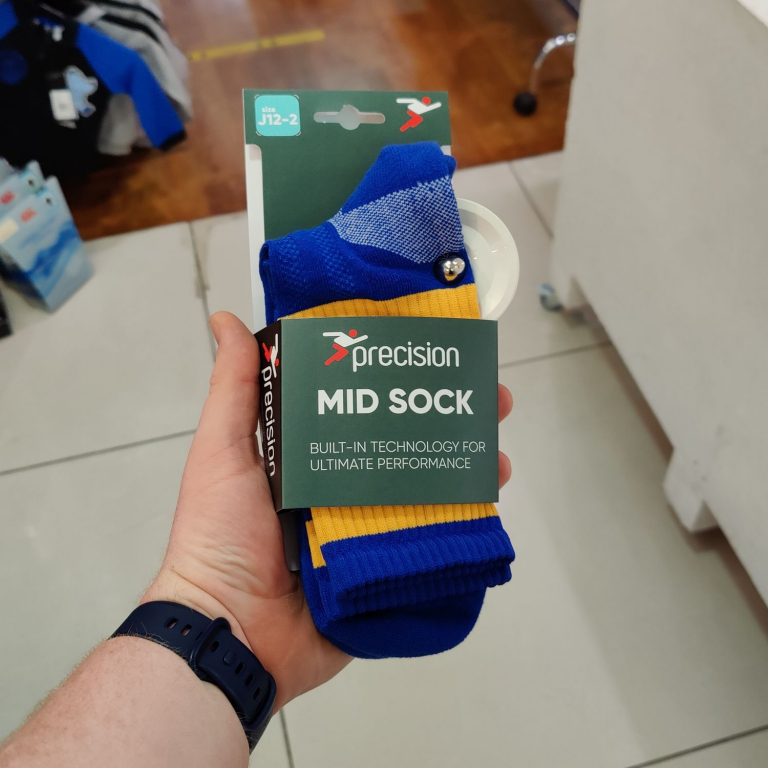 size
J12-2
precision
MID SOCK
BUILT-IN TECHNOLOGY FOR
ULTIMATE PERFORMANCE
precision